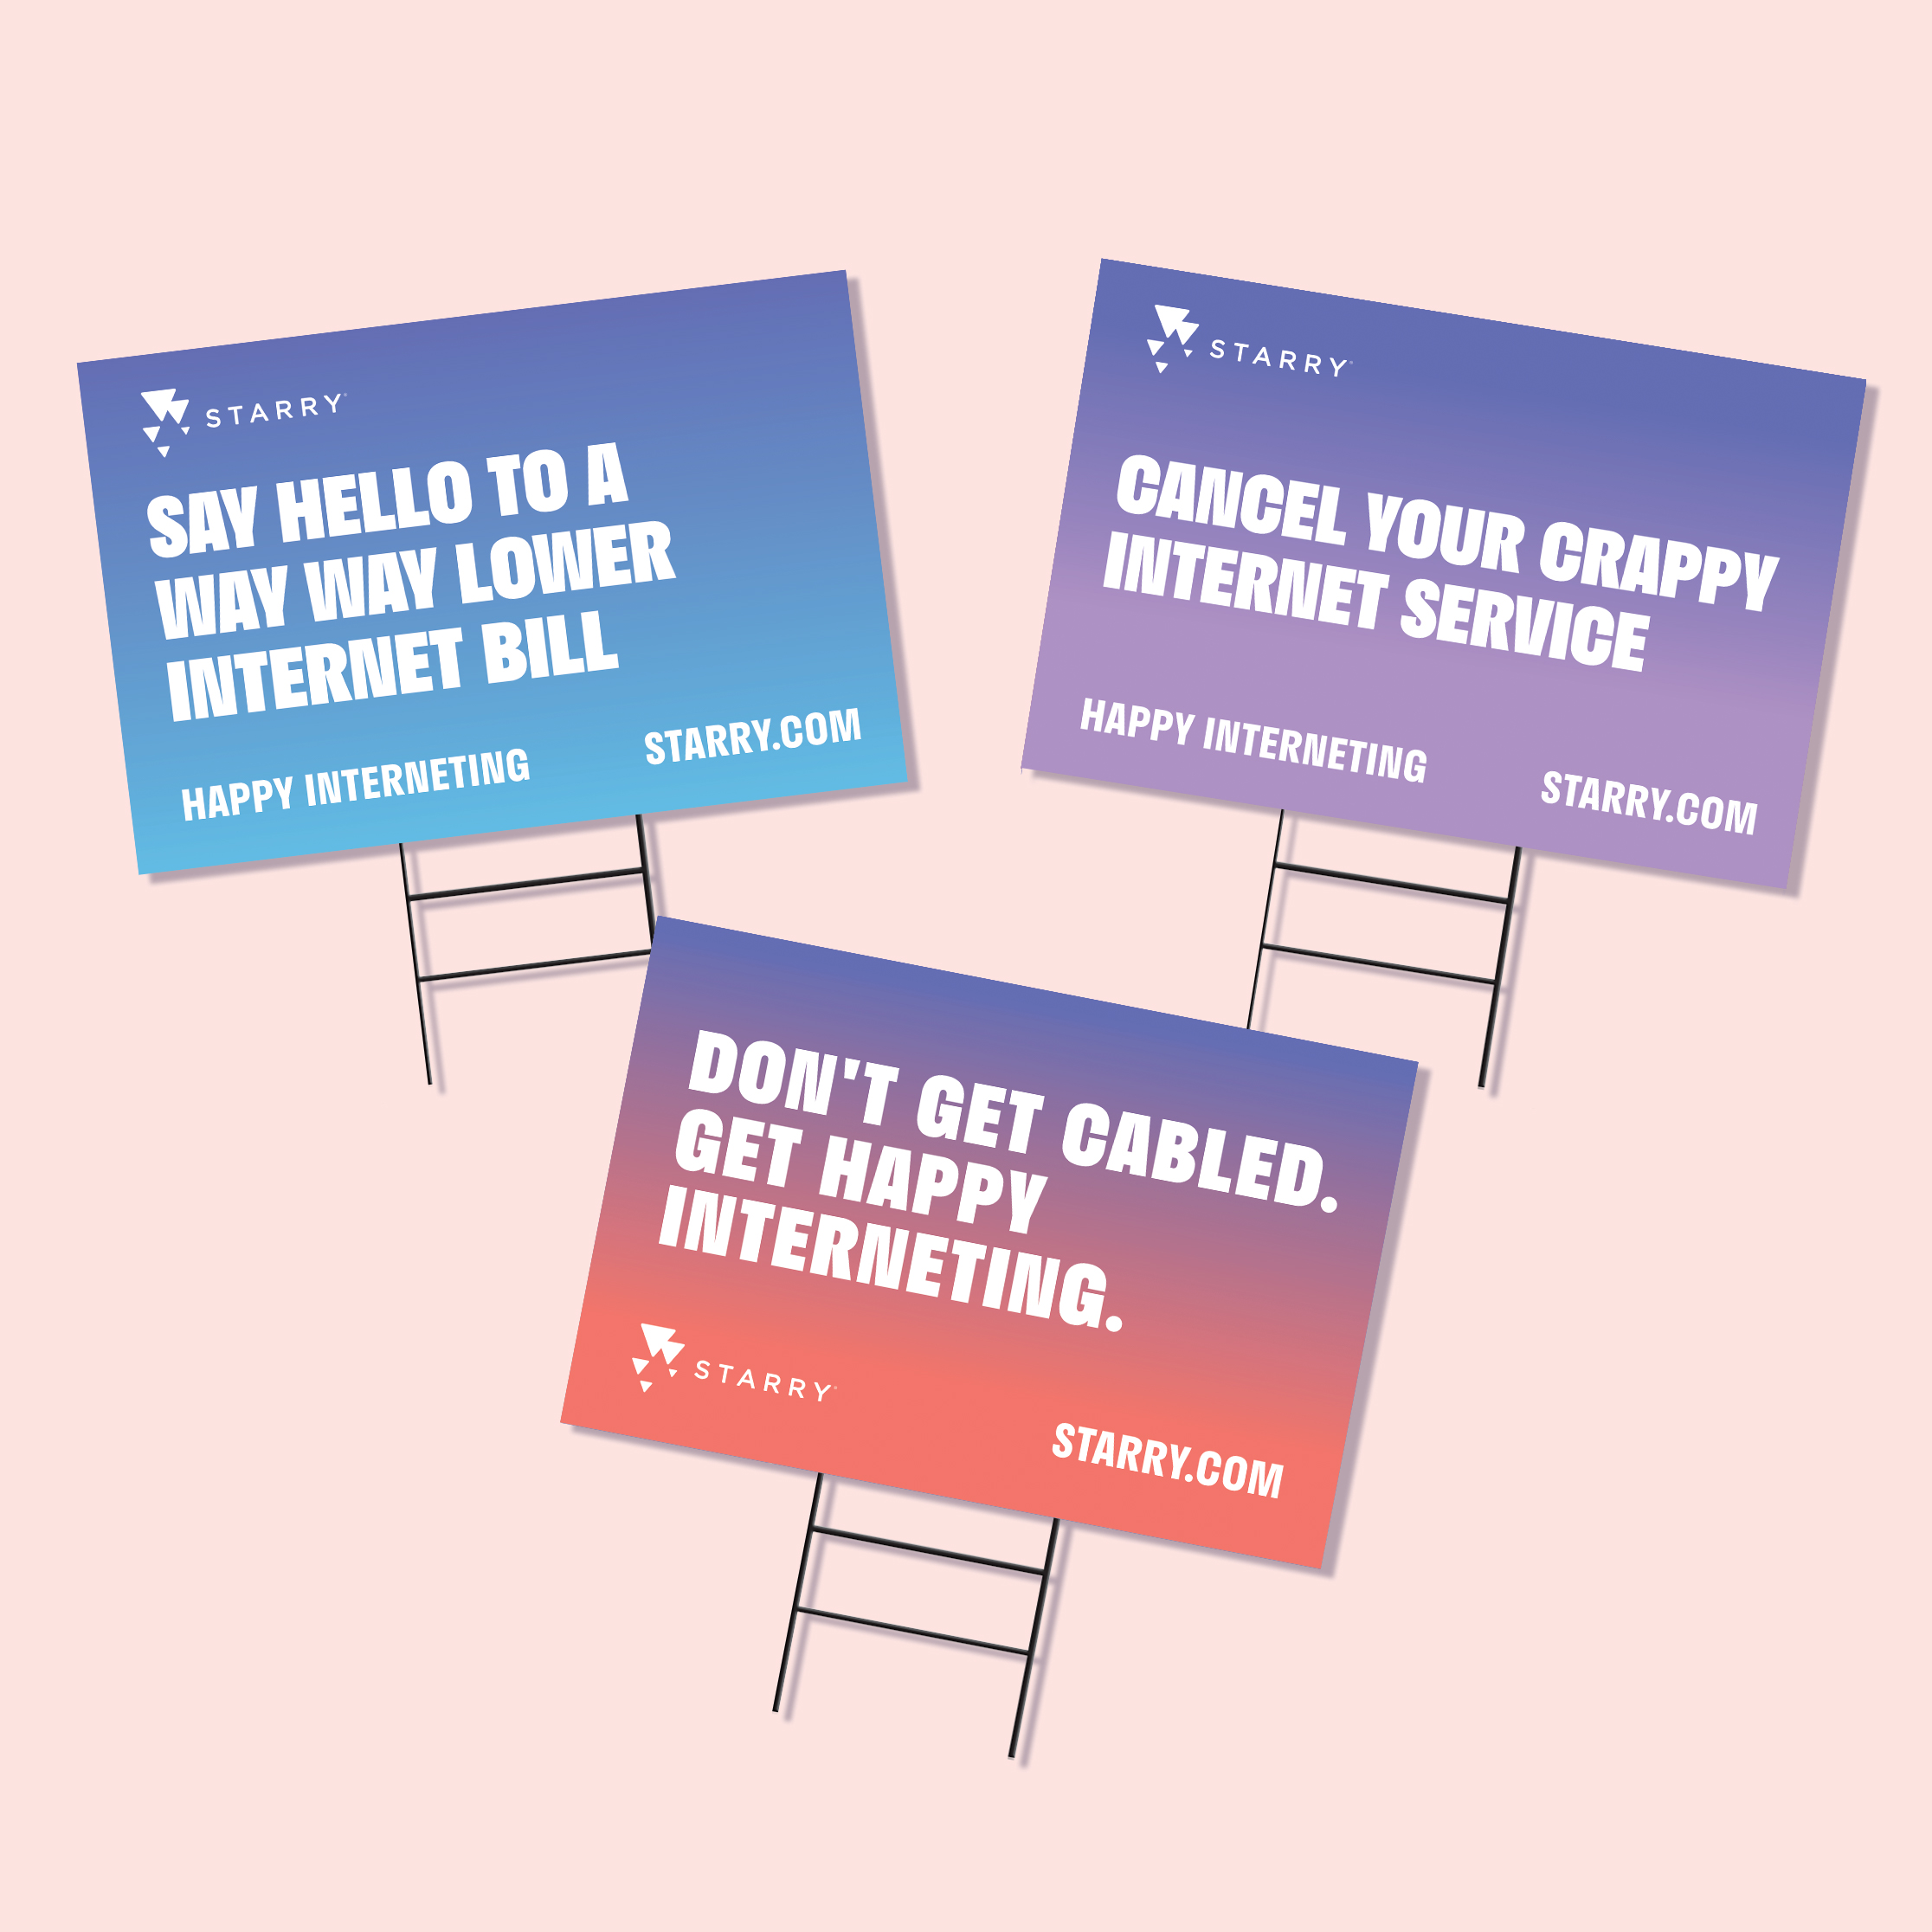 STARRY
SAY HELLO TO A
WAY WAY LOWER
INTERNET BILL
HAPPY INTERNETING
STARRY.COM
STARRY
CANCEL YOUR CRAPPY
INTERNET SERVICE
HAPPY INTERNETING
STARRY.COM
DON'T GET CABLED.
GET HAPPY
INTERNETING.
STARRY
STARRY.COM